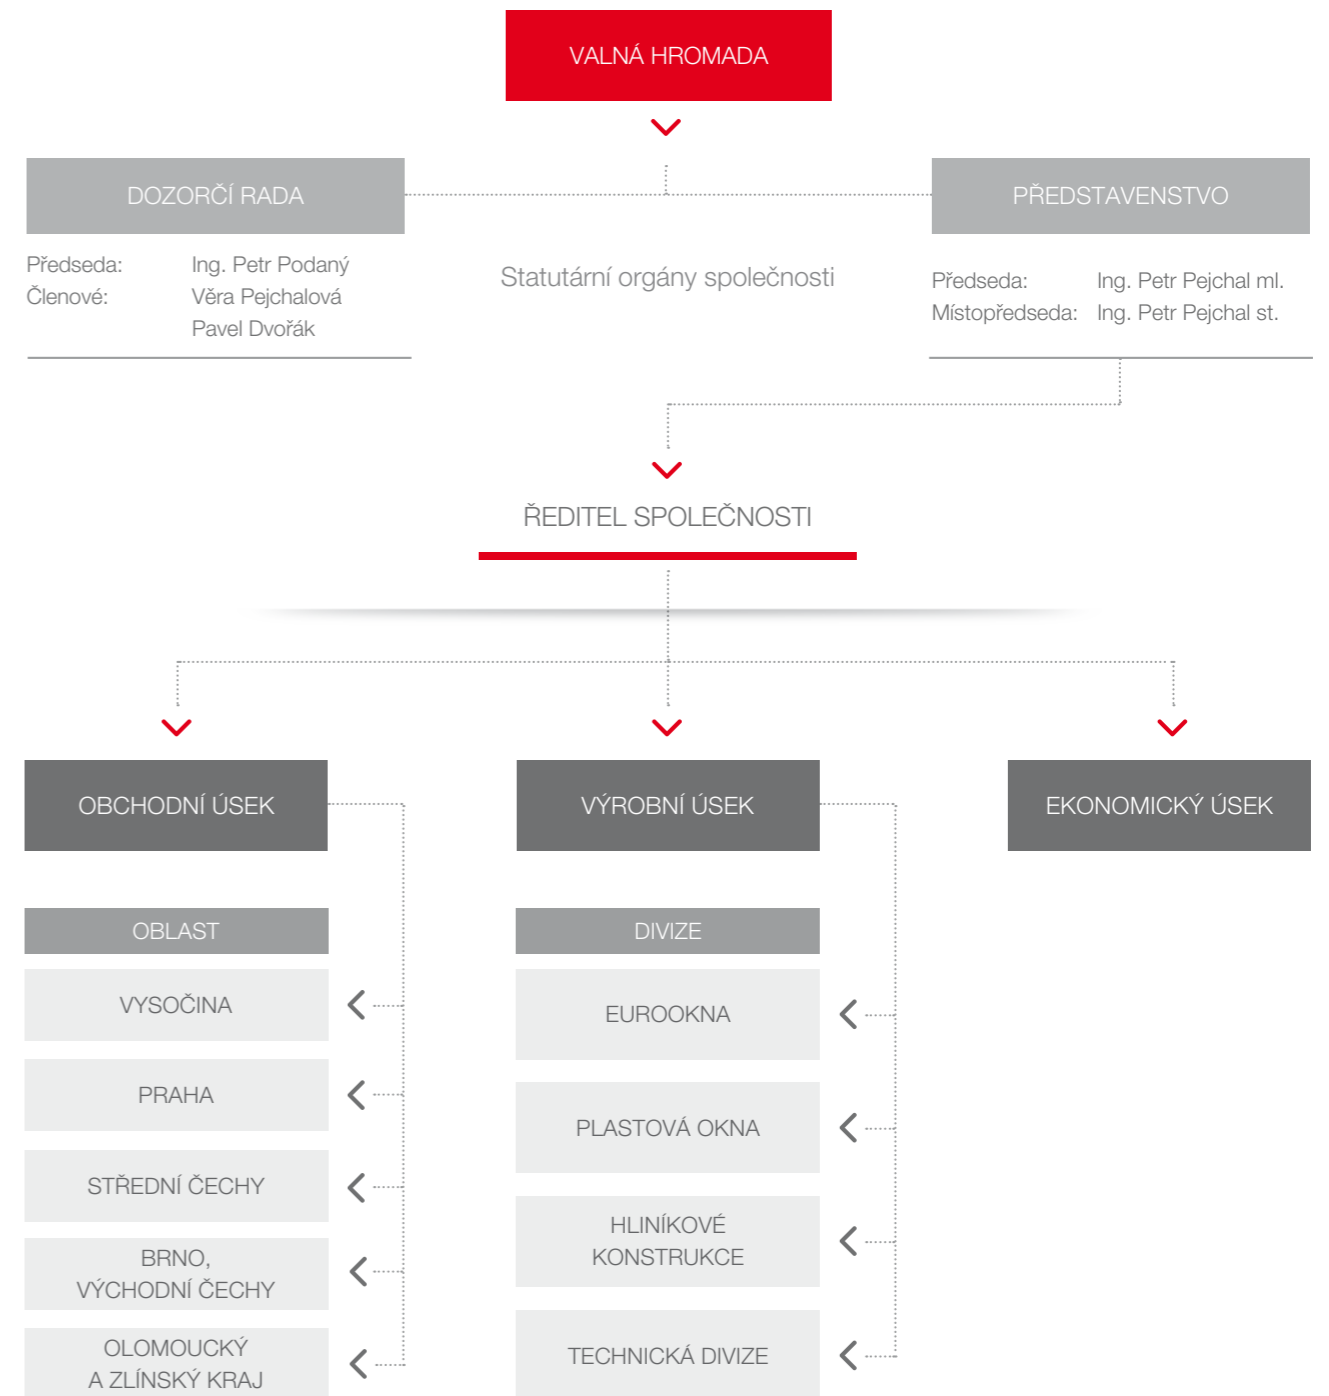 VALNÁ HROMADA
DOZORČÍ RADA
Předseda: Ing. Petr Podaný
Členové: Věra Pejchalová
Pavel Dvořák
Statutární orgány společnosti
PŘEDSTAVENSTVO
Předseda: Ing. Petr Pejchal ml.
Místopředseda: Ing. Petr Pejchal st.
ŘEDITEL SPOLEČNOSTI
OBCHODNÍ ÚSEK
OBLAST
VYSOČINA
PRAHA
STŘEDNÍ ČECHY
BRNO,
VÝCHODNÍ ČECHY
OLOMOUCKÝ
A ZLÍNSKÝ KRAJ
VÝROBNÍ ÚSEK
DIVIZE
EUROOKNA
PLASTOVÁ OKNA
HLINÍKOVÉ
KONSTRUKCE
TECHNICKÁ DIVIZE
EKONOMICKÝ ÚSEK